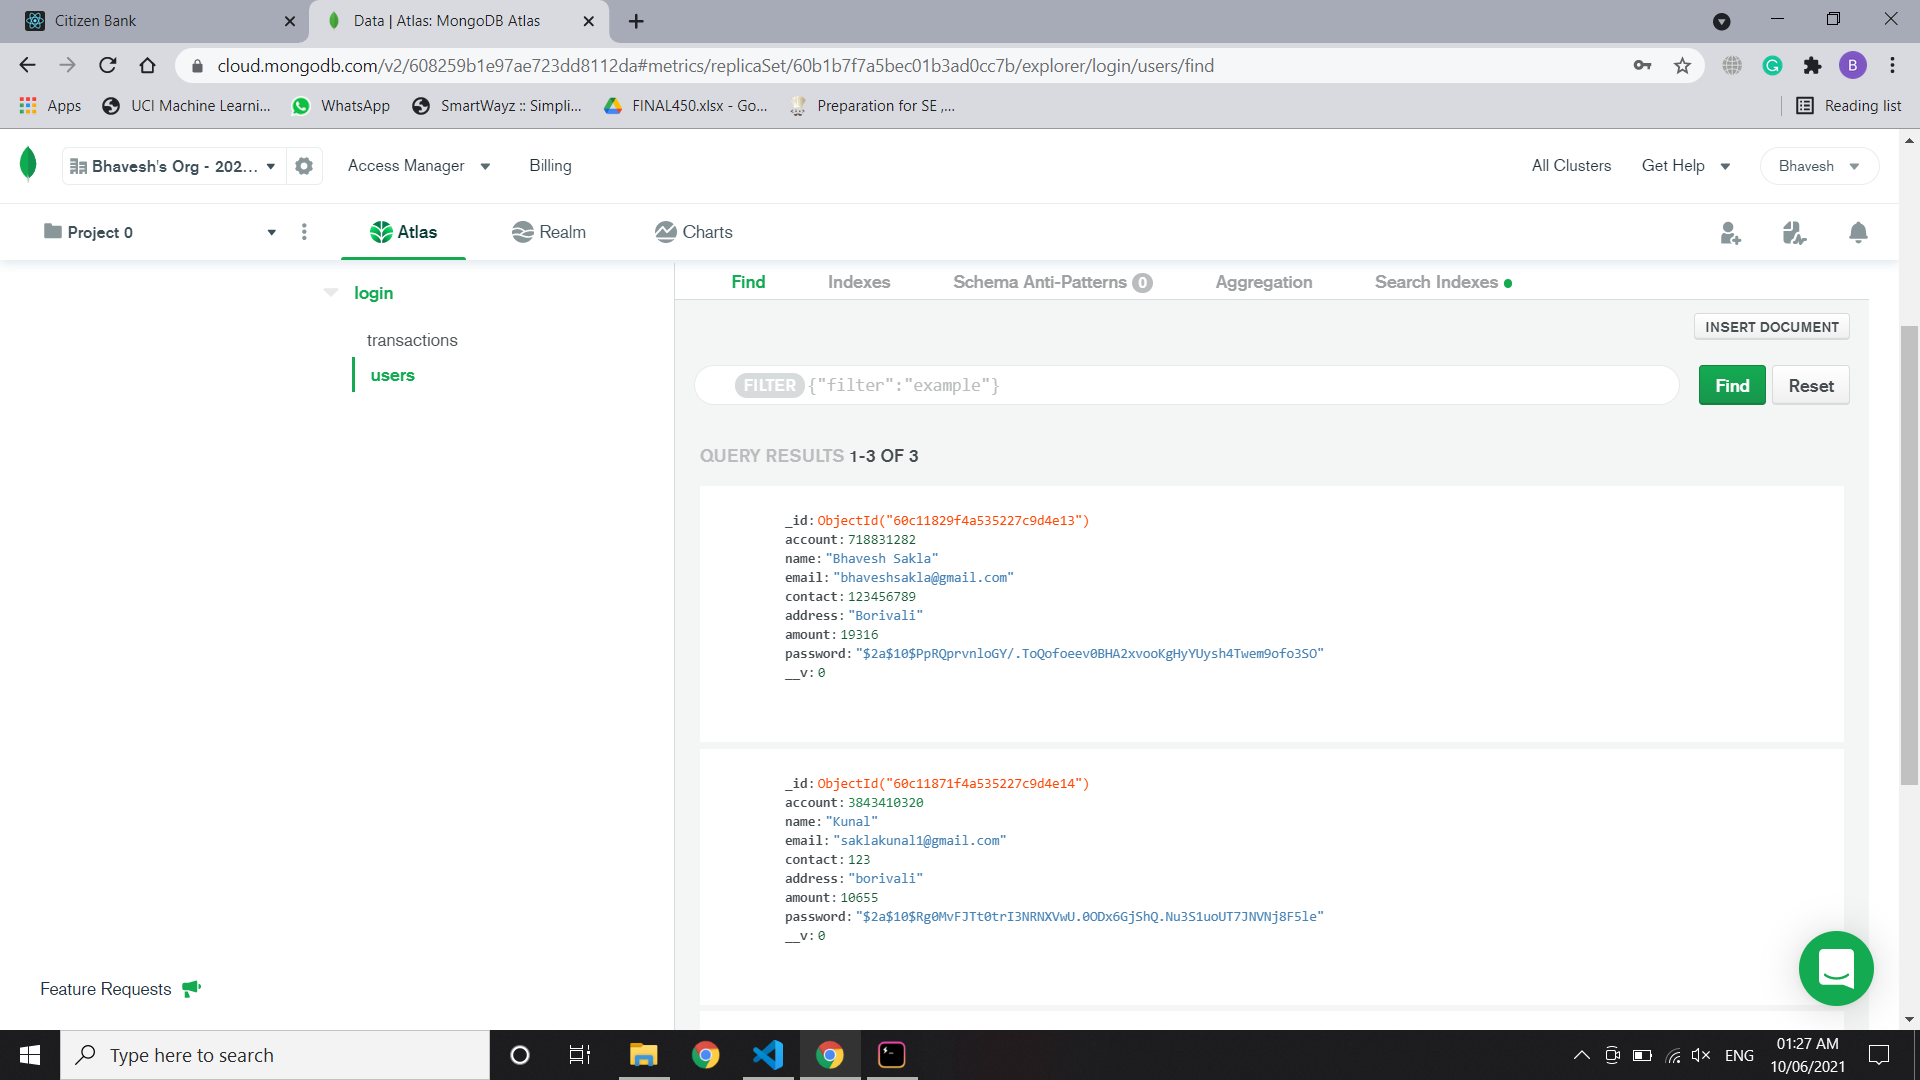 Citizen Bank
Data | Atlas: MongoDB Atlas
cloud.mongodb.com/v2/608259b1e97ae723dd8112da#metrics/replicaSet/60b1b7f7a5bec01b3ad0cc7b/explorer/login/users/find
B
Apps
UCI Machine Learni...
WhatsApp
SmartWayz :: Simpli...
FINAL450.xlsx - Go...
Preparation for SE ,...
Reading list
Bhavesh's Org - 202...
Access Manager
Billing
All Clusters
Get Help
Bhavesh
Project 0
Atlas
Realm
Charts
login
transactions
users
Feature Requests
Find
Indexes
Schema Anti-Patterns 0
Aggregation
Search Indexes
INSERT DOCUMENT
FILTER {"filter":"example"}
Find
Reset
QUERY RESULTS 1-3 OF 3
_id: ObjectId("60c11829f4a535227c9d4e13")
account: 718831282
name: "Bhavesh Sakla"
email: "bhaveshsakla@gmail.com"
contact: 123456789
address: "Borivali"
amount: 19316
password: "$2a$10$PpRQprvnloGY/.ToQofoeev0BHA2xvooKgHyYUysh4Twem9ofo3SO"
__v: 0
_id: ObjectId("60c11871f4a535227c9d4e14")
account: 3843410320
name: "Kunal"
email: "saklakunal1@gmail.com"
contact: 123
address: "borivali"
amount: 10655
password: "$2a$10$Rg0MvFJTt0trI3NRNXVwU.0ODx6GjShQ.Nu3S1uoUT7JNVNj8F5le"
__v: 0
Type here to search
ENG
01:27 AM
10/06/2021